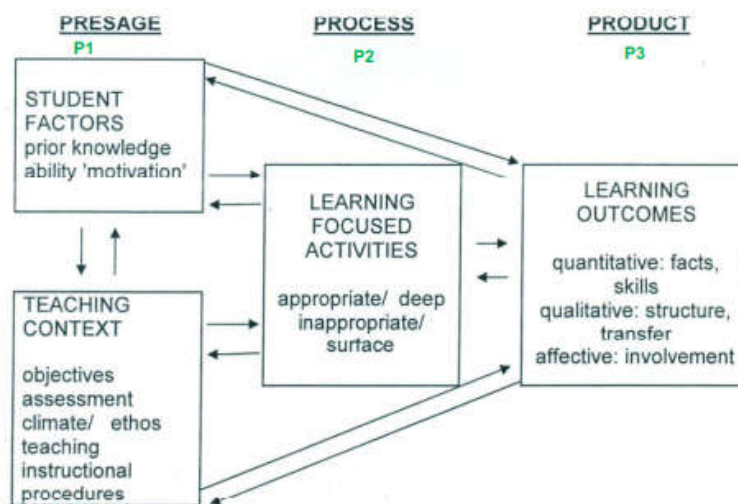 PRESAGE
P1
PROCESS
P2
PRODUCT
P3
STUDENT
FACTORS
prior knowledge
ability 'motivation'
TEACHING
CONTEXT
objectives
assessment
climate/ ethos
teaching
instructional
procedures
LEARNING
FOCUSED
ACTIVITIES
appropriate/ deep
inappropriate/
surface
LEARNING
OUTCOMES
quantitative: facts,
skills
qualitative: structure,
transfer
affective: involvement